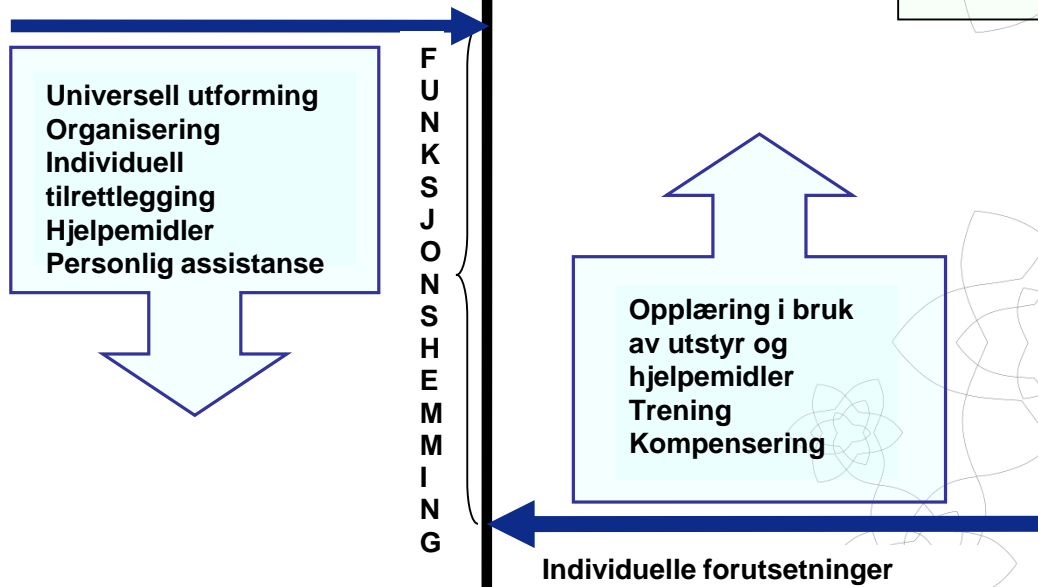 Universell utforming
Organisering
Individuell
tilrettlegging
Hjelpemidler
Personlig assistanse
F
U
N
K
S
J
O
N
S
H
E
M
M
I
N
G
Opplæring i bruk
av utstyr og
hjelpemidler
Trening
Kompensering
Individuelle forutsetninger